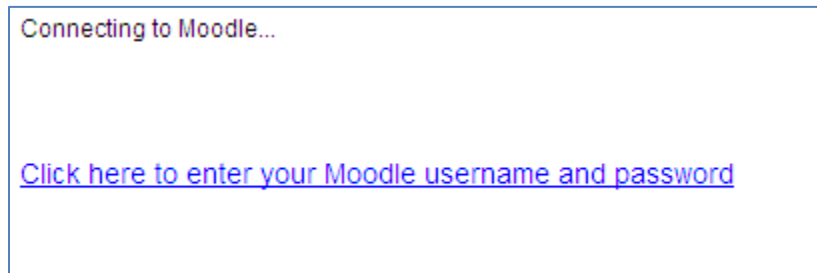 Connecting to Moodle...
Click here to enter your Moodle username and password